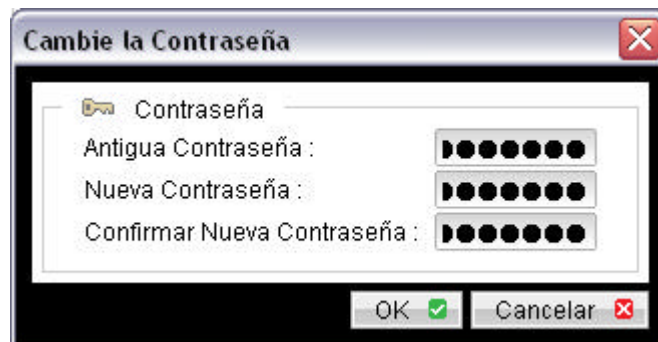 Cambie la Contraseña
Contraseña
Antigua Contraseña :
Nueva Contraseña :
Confirmar Nueva Contraseña :
OK Cancelar